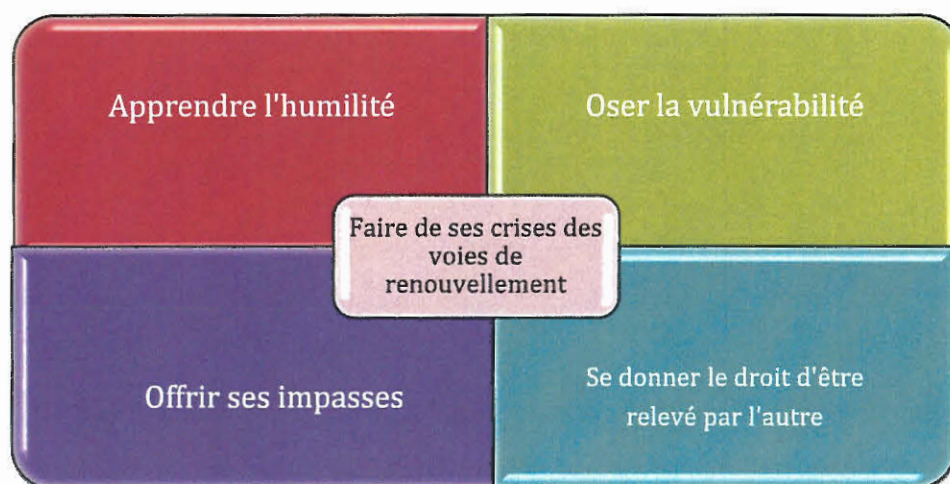 Apprendre l'humilité
Oser la vulnérabilité
Faire de ses crises des
voies de
renouvellement
Offrir ses impasses
Se donner le droit d'être
relevé par l'autre